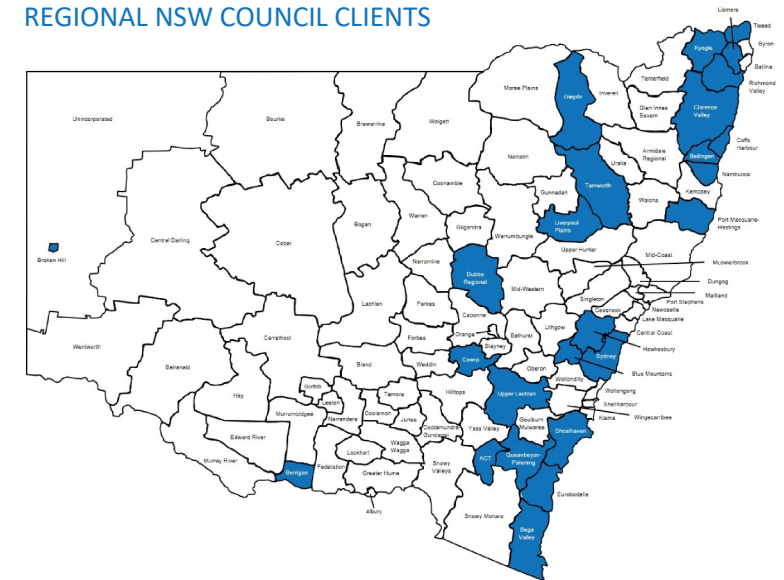 REGIONAL NSW COUNCIL CLIENTS
Lismore
Tweed
Kyogle
Byron
Ballina
Tenterfield
Richmond
Valley
Moree Plains
Gwydir
Inverell
Glen Innes
Severn
Clarence
Valley
Unincorporated
Bourke
Brewarrina
Walgett
Coffs
Harbour
Narrabri
Armidale
Regional
Bellingen
Uralla
Nambucca
Coonamble
Tamworth
Gunnedah
Kempsey
Walcha
Bogan
Warren
Gilgandra
Liverpool
Plains
Port Macquarie-
Hastings
Warrumbungle
Central Darling
Cobar
Upper Hunter
Broken Hill
Narromine
Mid-Coast
Muswellbrook
Dubbo
Regional
Mid-Western
Dungog
Lachlan
Parkes
Singleton
Maitland
Port Stephens
Cessnock
Newcastle
Lake Macquarie
Cabonne
Wentworth
Carrathool
Forbes
Orange
Bathurst
Lithgow
Central Coast
Blayney
Hawkesbury
Balranald
Bland
Weddin
Cowra
Sydney
Oberon
Blue Mountains
Wollondilly
Hay
Griffith
Leeton
Temora
Hilltops
Upper Lachlan
Wollongong
Shellharbour
Murrumbidgee
Narrandera
Coolamon
Junee
Cootamundra-
Gundagai
Kiama
Wingecarribee
Goulburn
Mulwaree
Yass Valley
Shoalhaven
Edward River
Wagga
Wagga
Lockhart
Murray River
Berrigan
Federation
Greater Hume
Snowy
Valleys
ACT
Queanbeyan-
Palerang
Eurobodalla
Albury
Snowy Monaro
Bega
Valley